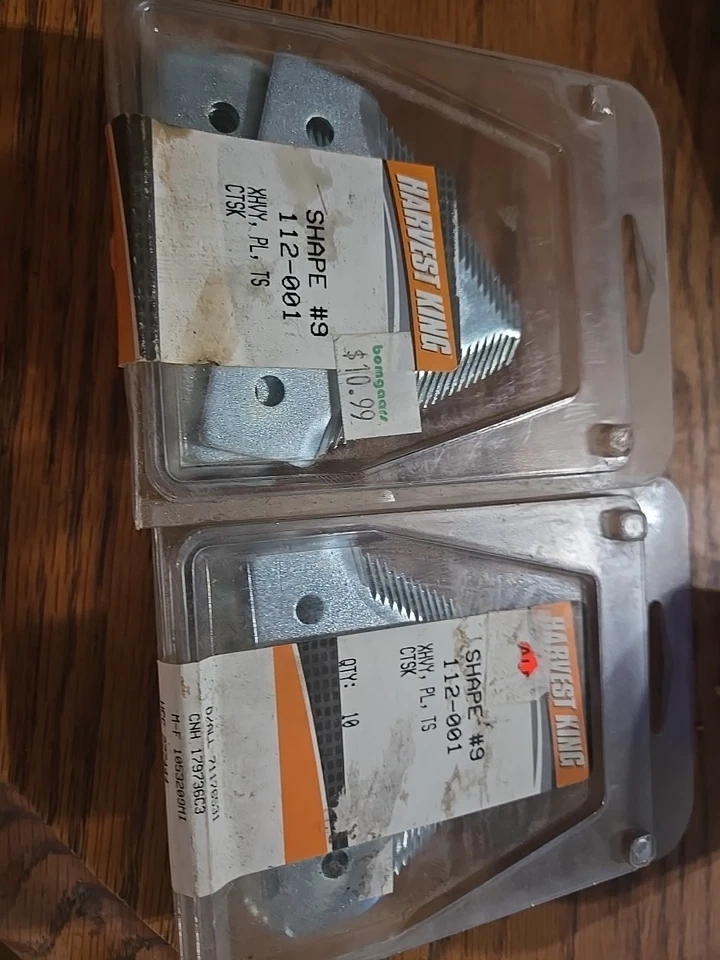 HARVEST KING
SHAPE #9
112-001
XHVY, PL, TS
CTSK
bomgaars
$10.99
HARVEST KING
SHAPE #9
112-001
XHVY, PL, TS
CTSK
QTY: 10
CNH 179736C3
M-F 1053209M1